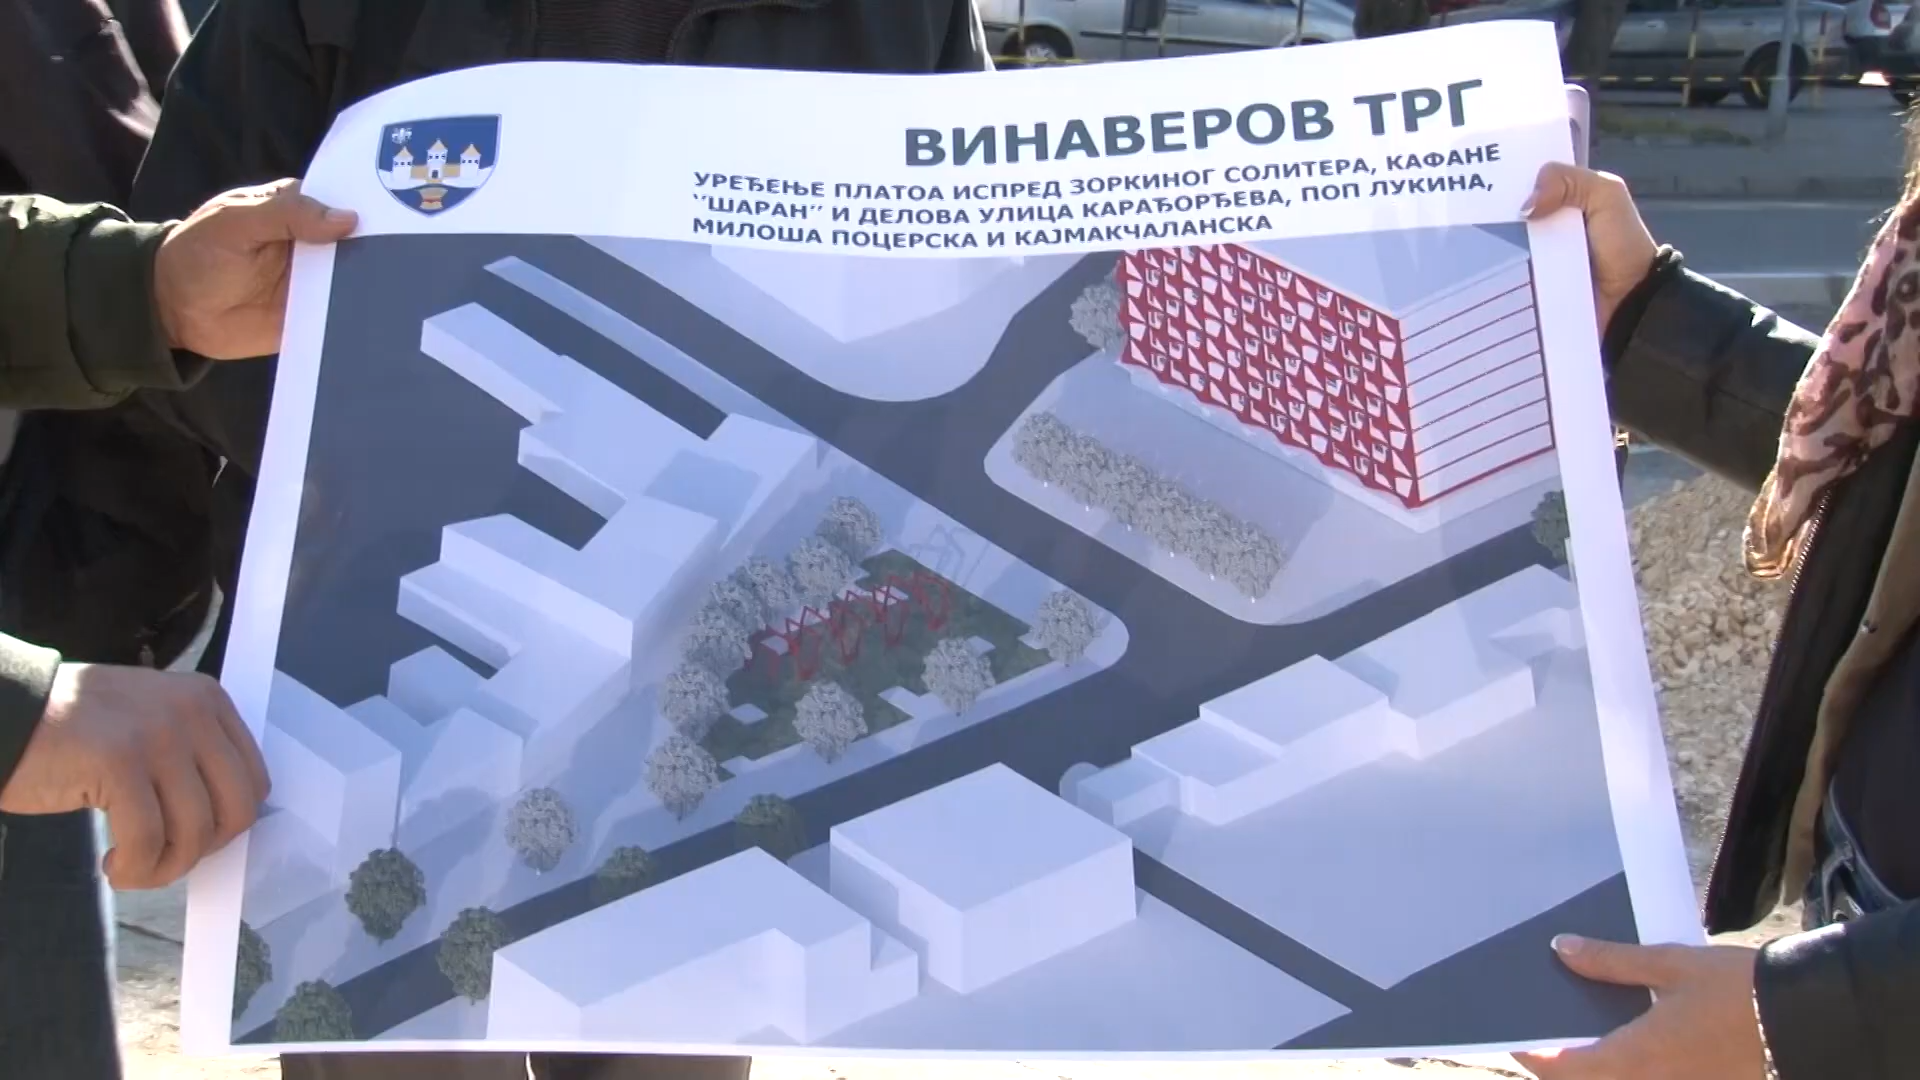 ВИНАВЕРОВ ТРГ
УРЕЂЕЊЕ ПЛАТОА ИСПРЕД ЗОРКИНОГ СОЛИТЕРА, КАФАНЕ
''ШАРАН'' И ДЕЛОВА УЛИЦА КАРАЂОРЂЕВА, ПОП ЛУКИНА,
МИЛОША ПОЦЕРСКА И КАЈМАКЧАЛАНСКА